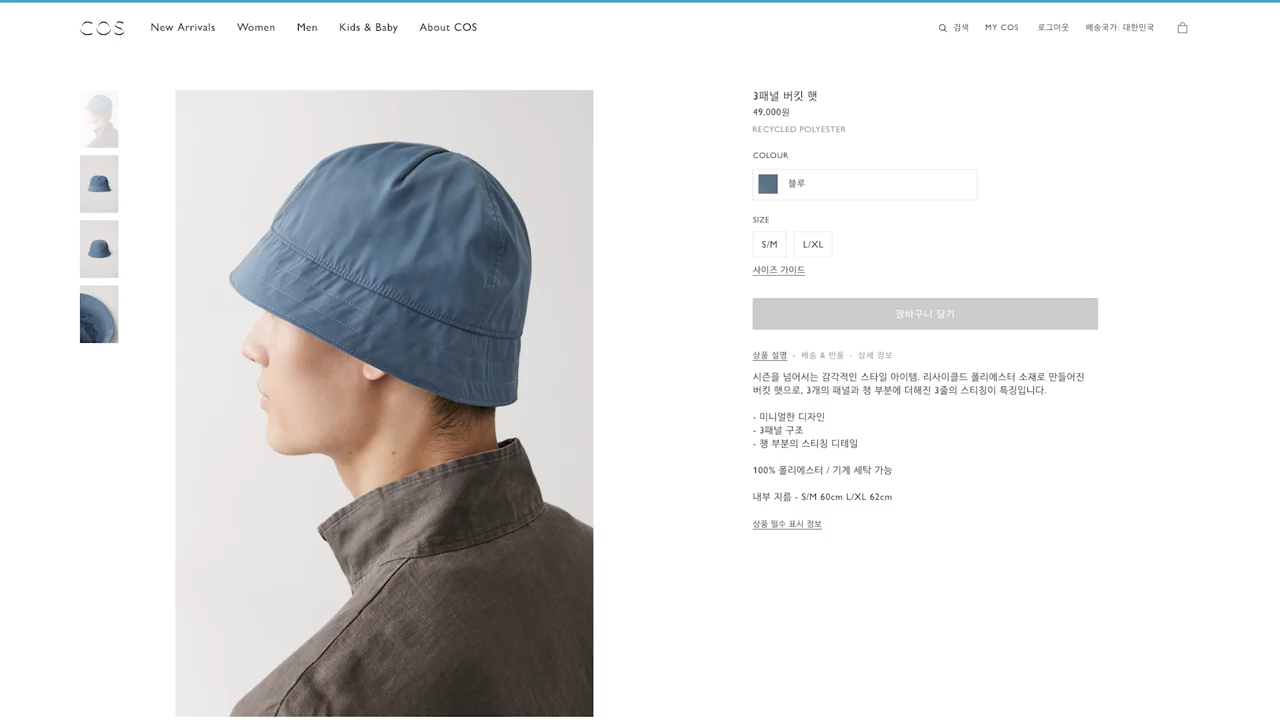 COS
New Arrivals Women Men Kids & Baby About COS
검색 MY COS 로그아웃 배송국가: 대한민국
3패널 버킷 햇
49,000원
RECYCLED POLYESTER
COLOUR
블루
SIZE
S/M L/XL
사이즈 가이드
장바구니 담기
상품 설명 - 배송 & 반품 - 상세 정보
시즌을 넘어서는 감각적인 스타일 아이템. 리사이클드 폴리에스터 소재로 만들어진
버킷 햇으로, 3개의 패널과 챙 부분에 더해진 3줄의 스티칭이 특징입니다.
- 미니멀한 디자인
- 3패널 구조
- 챙 부분의 스티칭 디테일
100% 폴리에스터 / 기계 세탁 가능
내부 지름 - S/M 60cm L/XL 62cm
상품 필수 표시 정보